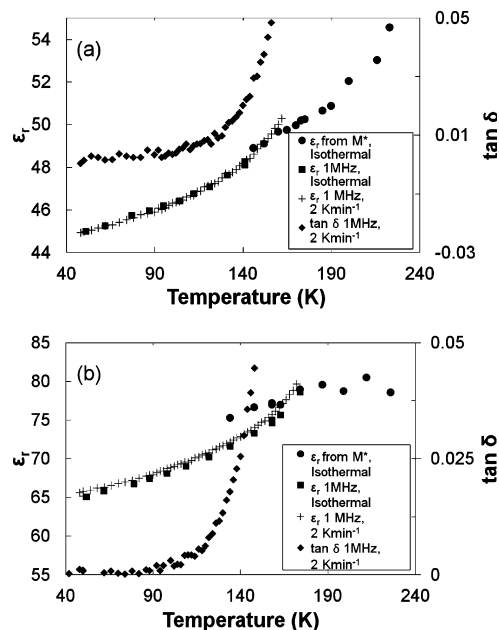 (a)
54
52
50
48
46
44
εr
0.05
0.01
-0.03
tan δ
40 90 140 190 240
Temperature (K)
εr from M*,
Isothermal
εr 1MHz,
Isothermal
εr 1 MHz,
2 Kmin-1
tan δ 1MHz,
2 Kmin-1
(b)
85
80
75
70
65
60
55
εr
0.05
0.025
0
tan δ
40 90 140 190 240
Temperature (K)
εr from M*,
Isothermal
εr 1MHz,
Isothermal
εr 1 MHz,
2 Kmin-1
tan δ 1MHz,
2 Kmin-1